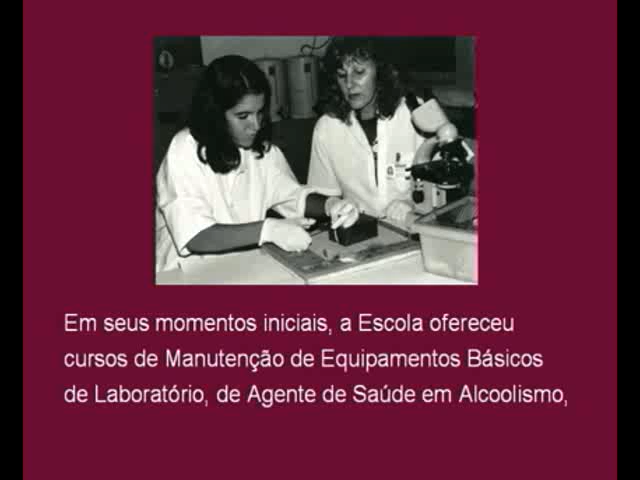 Em seus momentos iniciais, a Escola ofereceu
cursos de Manutenção de Equipamentos Básicos
de Laboratório, de Agente de Saúde em Alcoolismo,